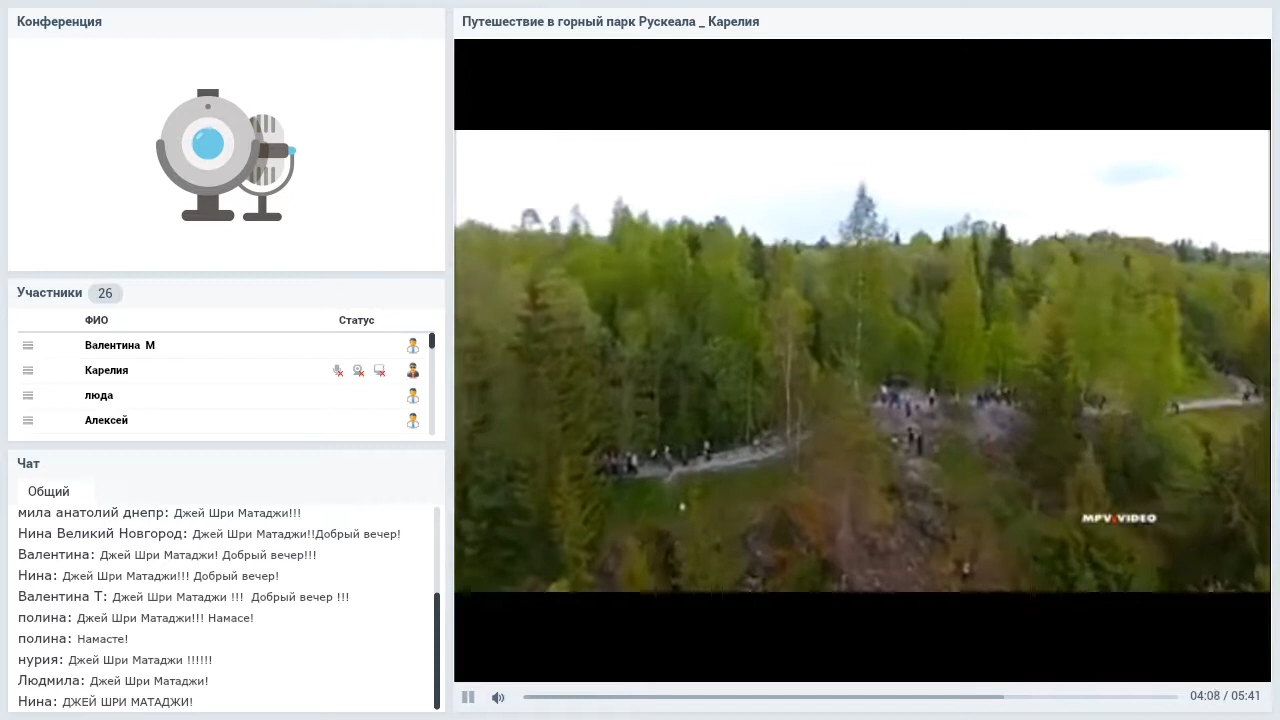 Конференция
Путешествие в горный парк Рускеала _ Карелия
Участники 26
ФИО Статус
Валентина М
Карелия
люда
Алексей
Чат
Общий
мила анатолий днепр: Джей Шри Матаджи!!!
Нина Великий Новгород: Джей Шри Матаджи!!Добрый вечер!
Валентина: Джей Шри Матаджи! Добрый вечер!!!
Нина: Джей Шри Матаджи!!! Добрый вечер!
Валентина Т: Джей Шри Матаджи !!! Добрый вечер !!!
полина: Джей Шри Матаджи!!! Намасе!
полина: Намасте!
нурия: Джей Шри Матаджи !!!!!!
Людмила: Джей Шри Матаджи!
Нина: ДЖЕЙ ШРИ МАТАДЖИ!
MPV.VIDEO
04:08 / 05:41